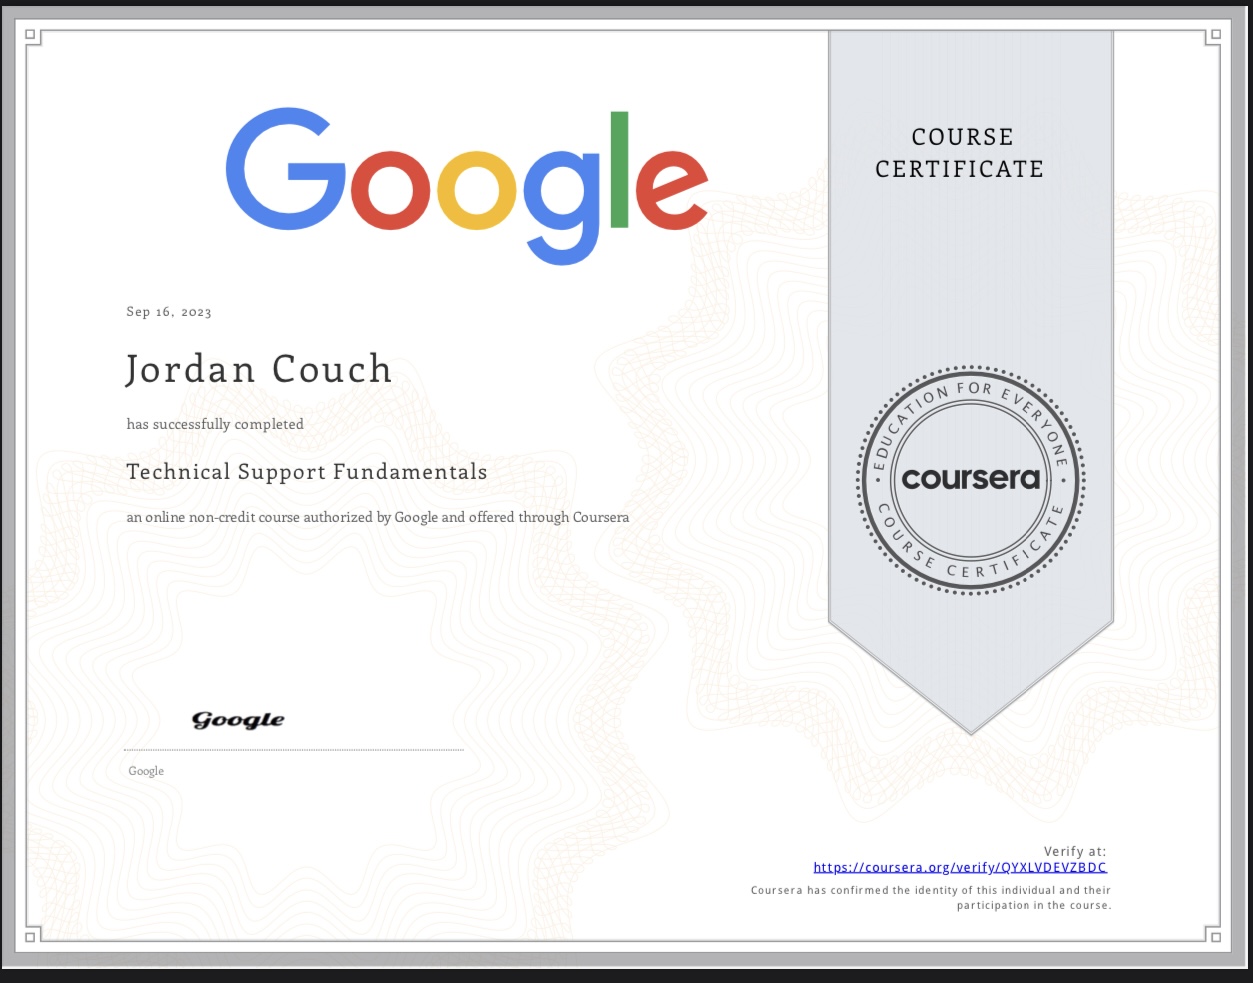 Google
COURSE
CERTIFICATE
Sep 16, 2023
Jordan Couch
has successfully completed
Technical Support Fundamentals
an online non-credit course authorized by Google and offered through Coursera
EDUCATION FOR EVERYONE
coursera
COURSE CERTIFICATE
Google
Google
Verify at:
https://coursera.org/verify/QYXLVDEVZBDC
Coursera has confirmed the identity of this individual and their
participation in the course.